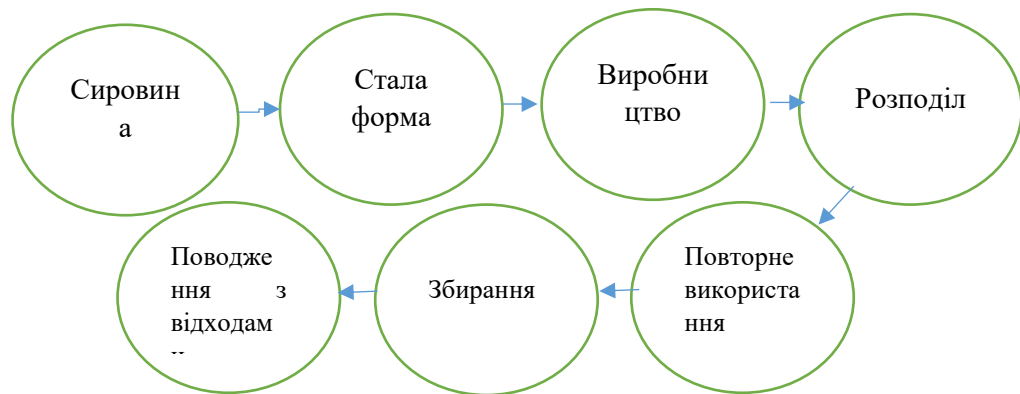 Сировин
а
Стала
форма
Виробни
цтво
Розподіл
Повторне
використа
ння
Збирання
Поводже
ння з
відходам